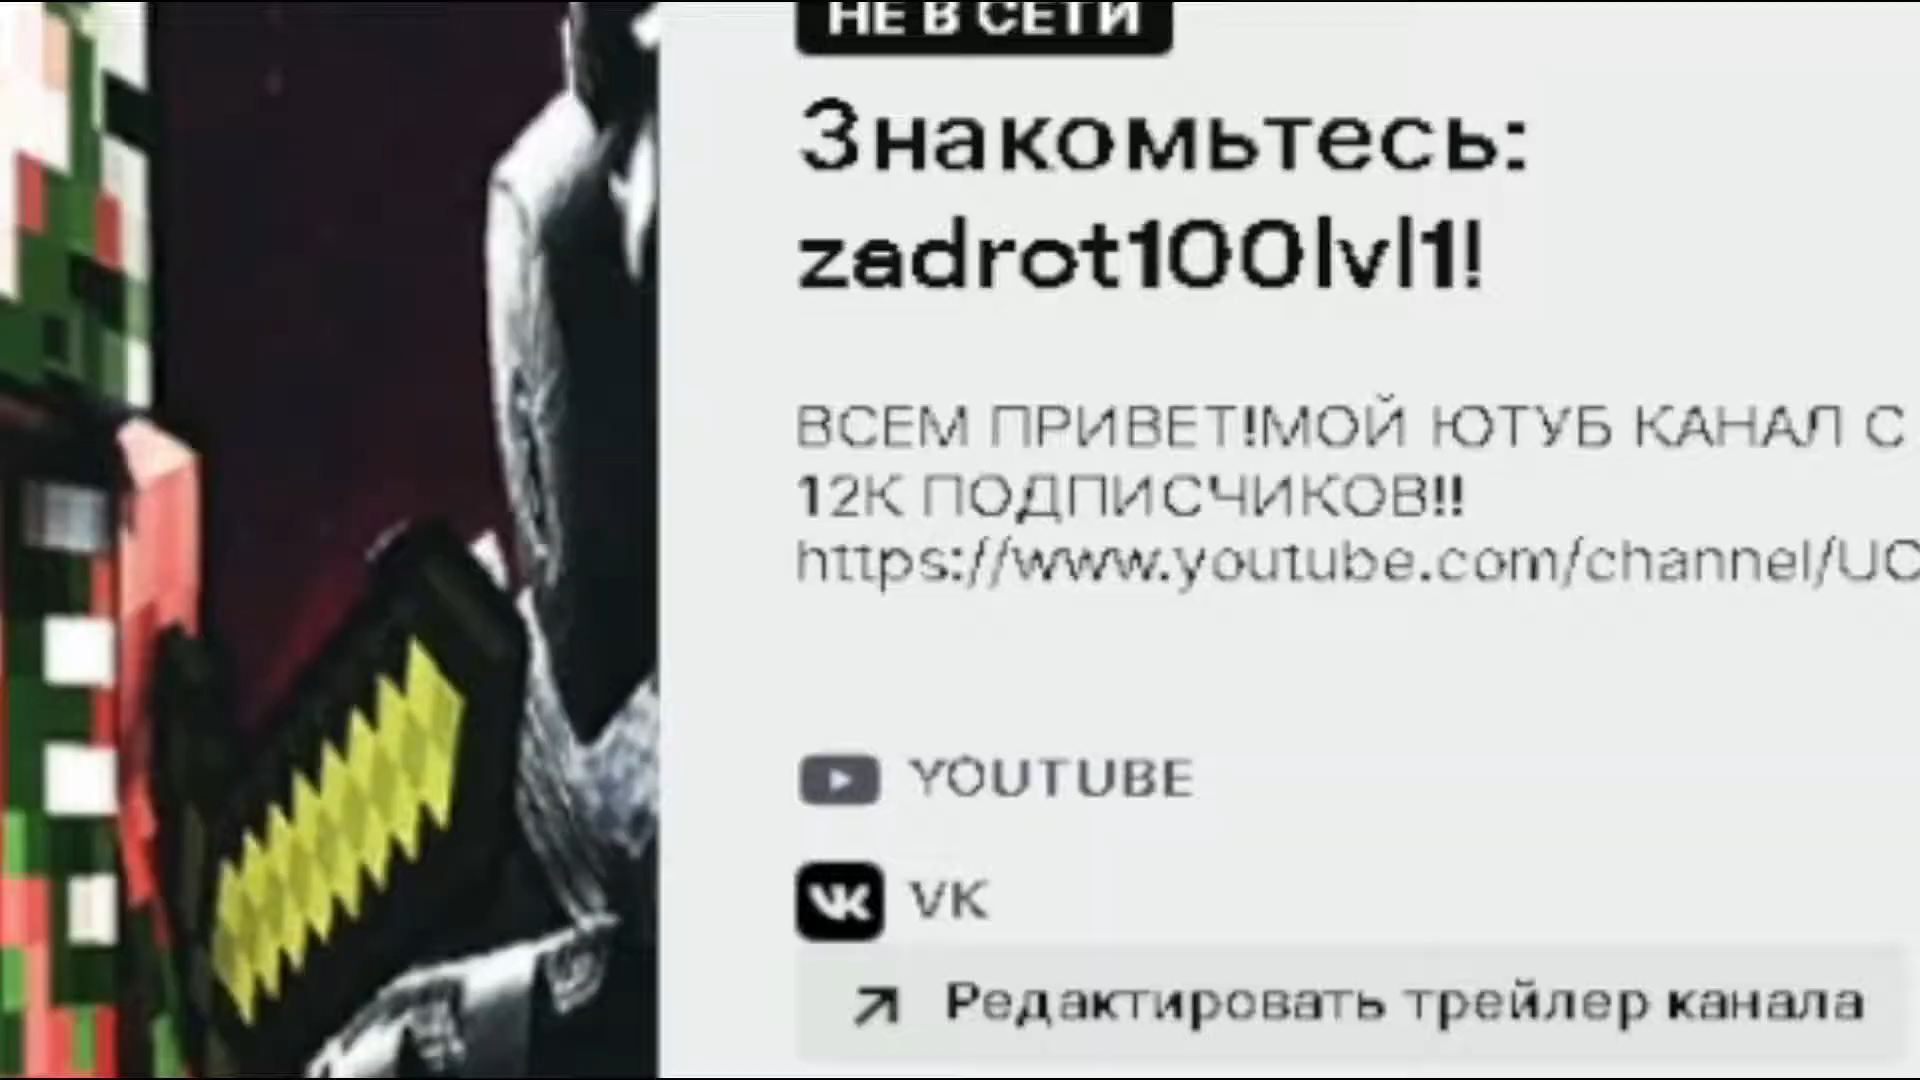 НЕ В СЕТИ
Знакомьтесь:
zadrot100lvl1!
ВСЕМ ПРИВЕТ!МОЙ ЮТУБ КАНАЛ С
12К ПОДПИСЧИКОВ!!
https://www.youtube.com/channel/UC
YOUTUBE
VK
Редактировать трейлер канала